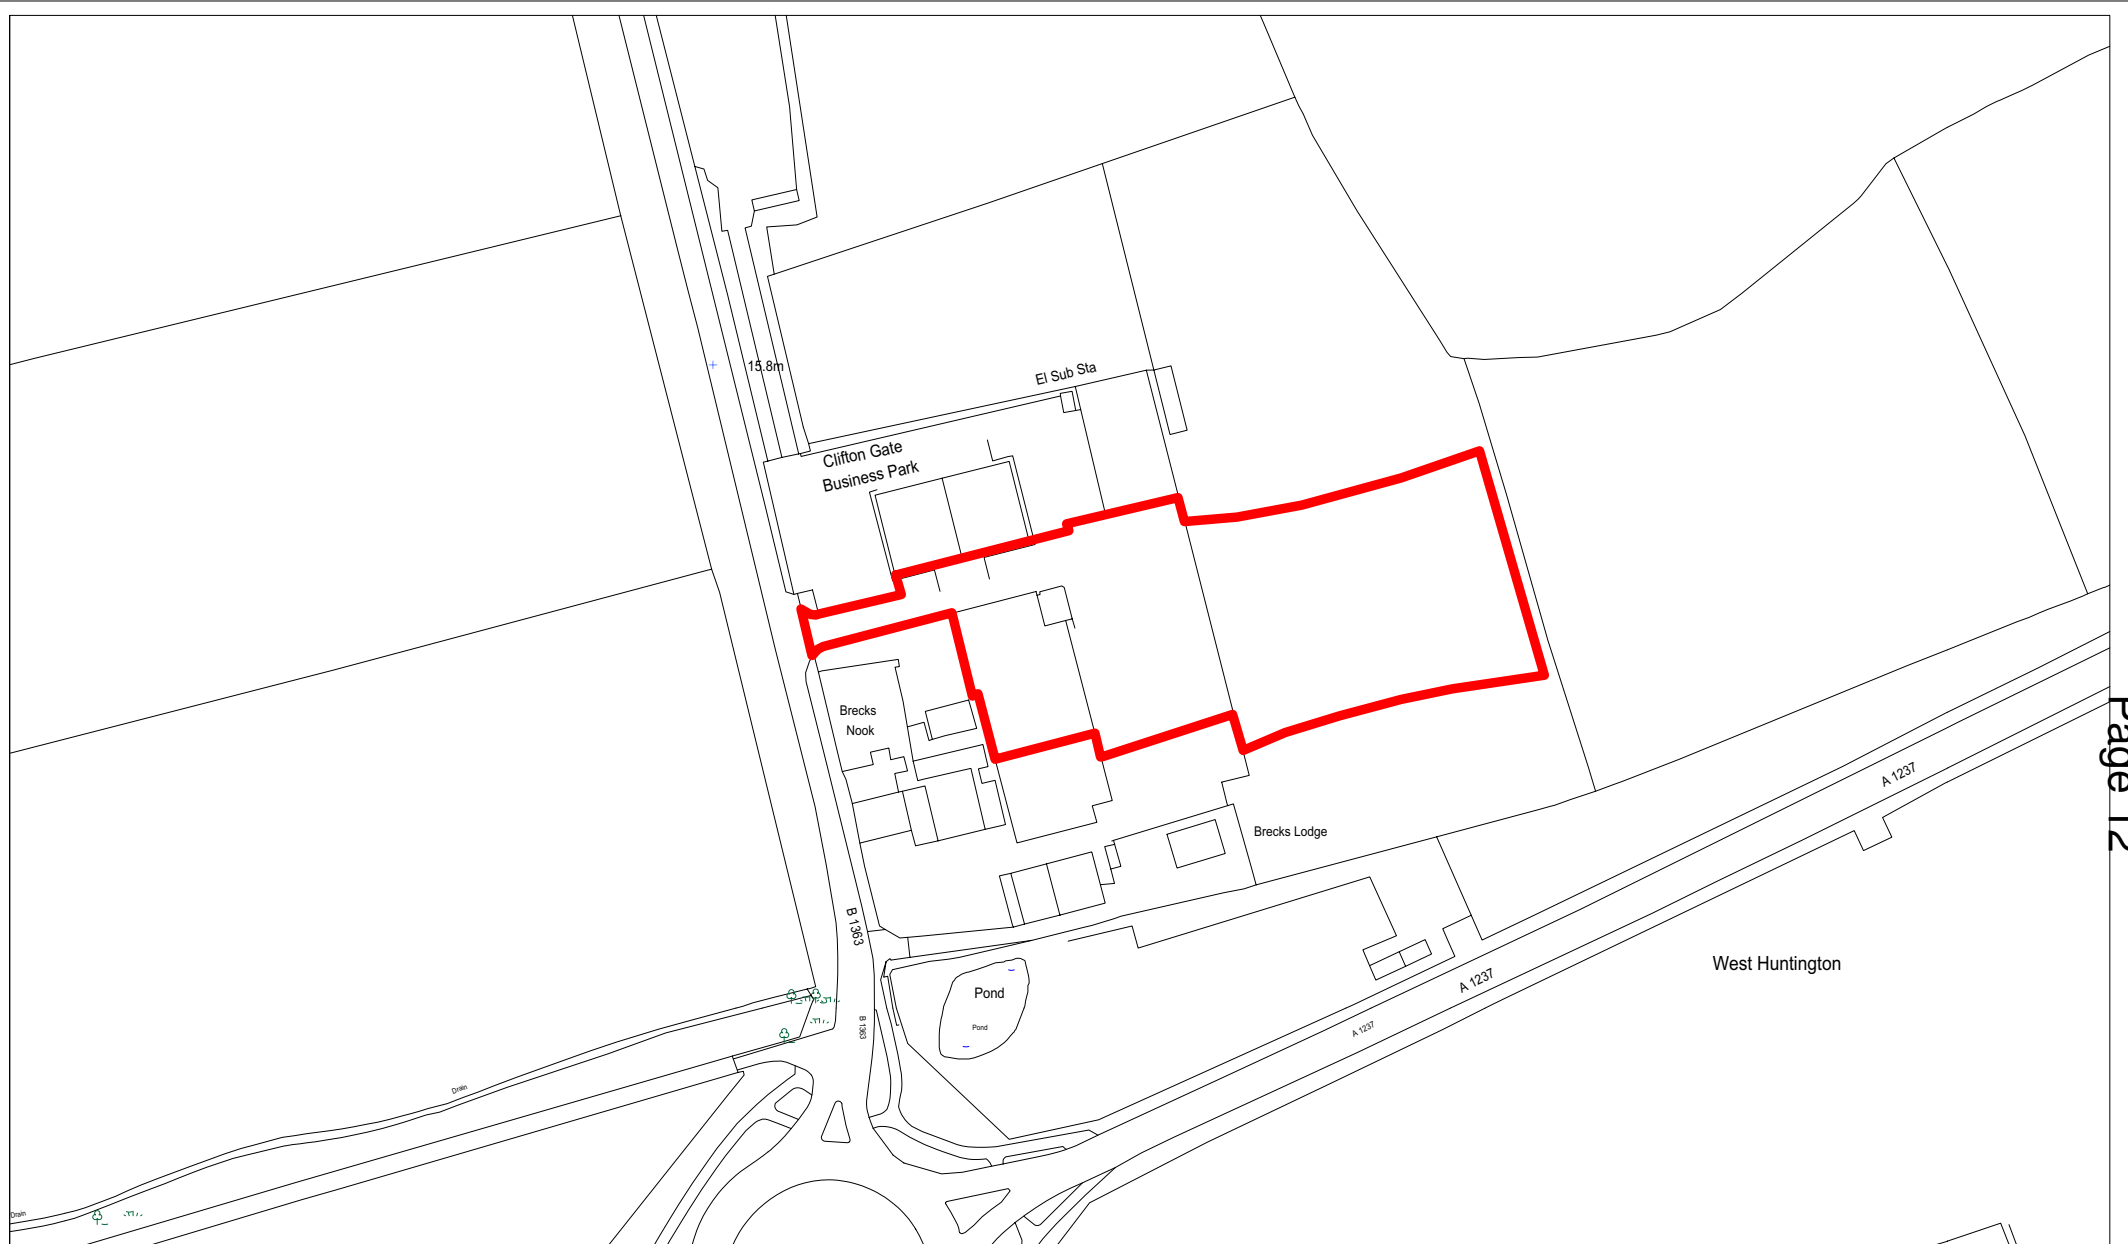 15.8m
El Sub Sta
Clifton Gate
Business Park
Brecks
Nook
Page 12
A 1237
Brecks Lodge
B 1363
West Huntington
A 1237
Pond
Pond
B 1363
A 1237
Drain
Drain